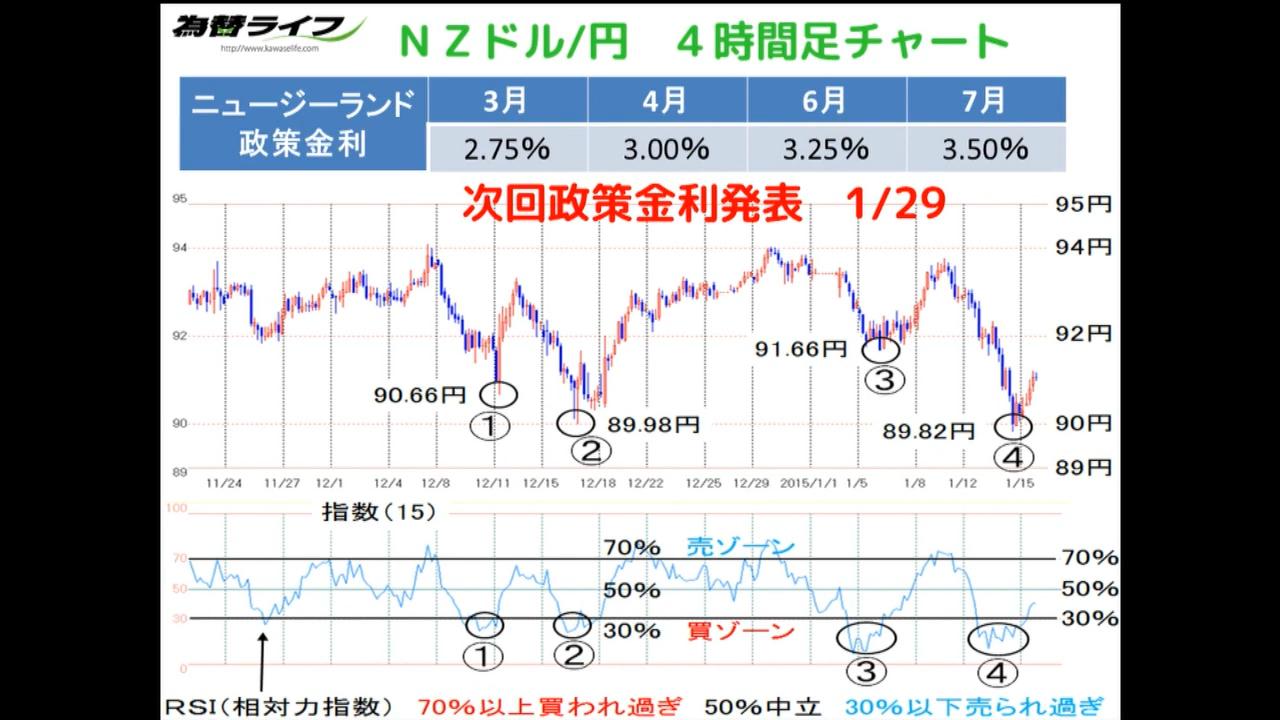 為替ライフ
http://www.kawaselife.com
NZドル/円 4時間足チャート
ニュージーランド
政策金利
3月 4月 6月 7月
2.75% 3.00% 3.25% 3.50%
次回政策金利発表 1/29
95 95円
94 94円
92 92円
91.66円
③
90.66円
①
89.98円
②
89.82円
④
90 90円
89 89円
11/24 11/27 12/1 12/4 12/8 12/11 12/15 12/18 12/22 12/25 12/29 2015/1/1 1/5 1/8 1/12 1/15
100
指数(15)
70 70% 売ゾーン 70%
50 50% 50%
30 30% 買ゾーン 30%
① ② ③ ④
0
RSI(相対力指数) 70%以上買われ過ぎ 50%中立 30%以下売られ過ぎ